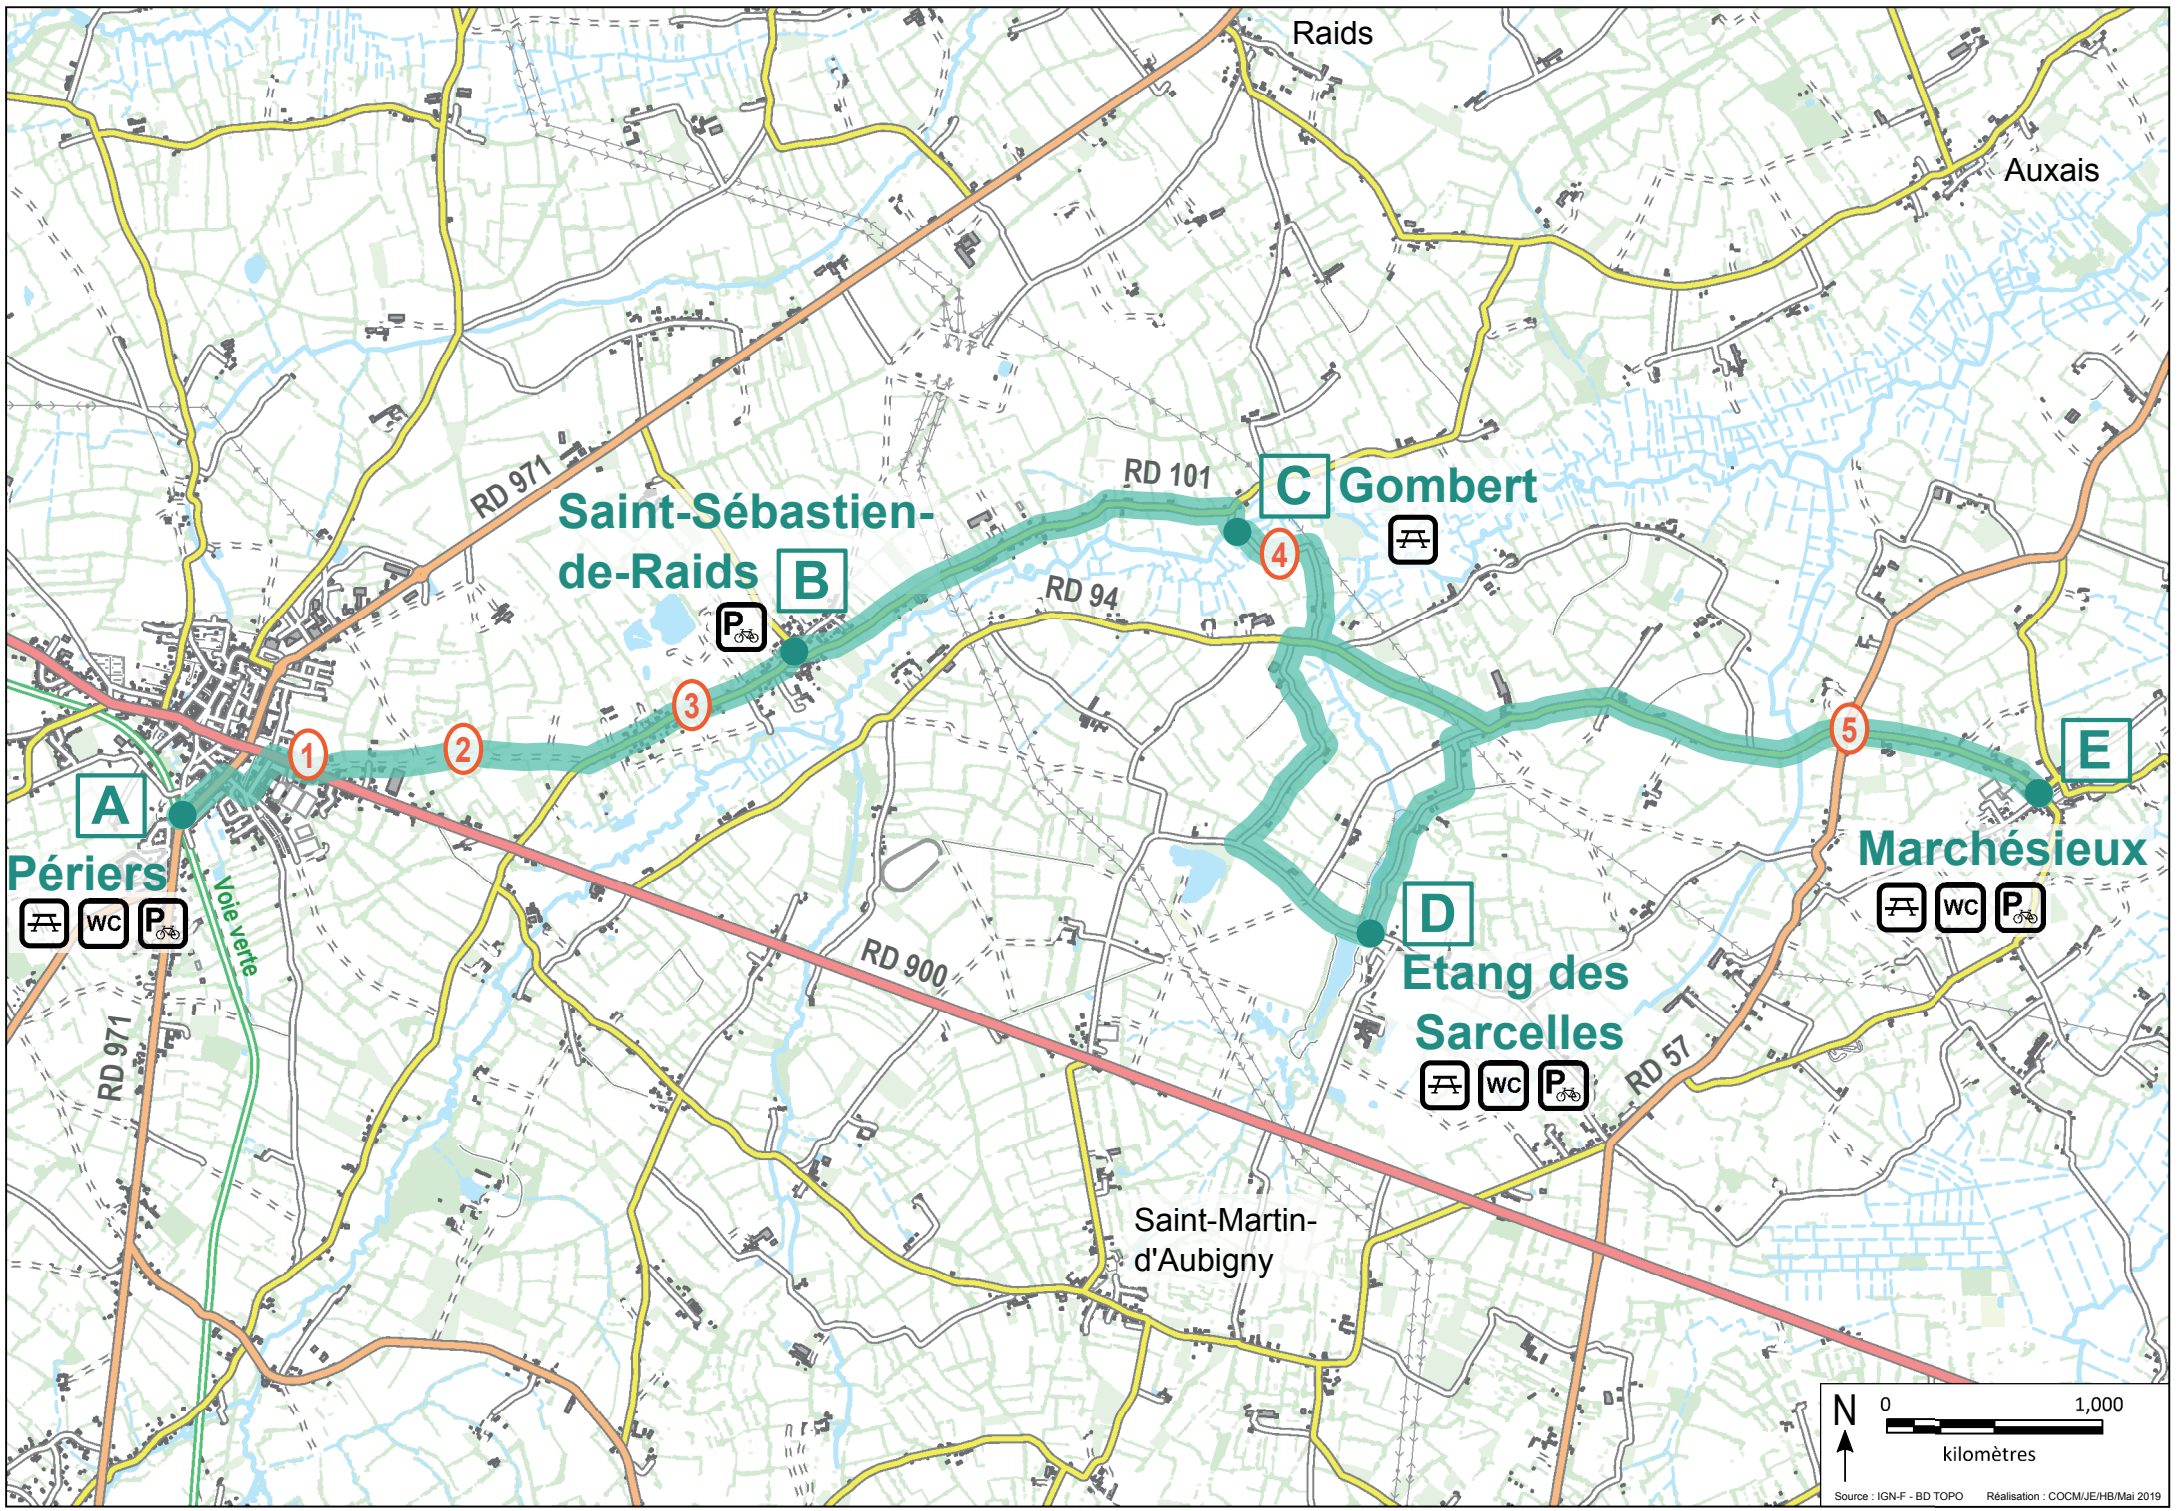 Raids
Auxais
RD 971
RD 101
C Gombert
Saint-Sébastien-
de-Raids
B
P
4
RD 94
3
1
2
5
E
A
Périers
WC
P
Voie verte
Marchésieux
WC
P
D
Etang des
Sarcelles
WC
P
RD 900
RD 971
RD 57
Saint-Martin-
d'Aubigny
N
0 1,000
kilomètres
Source : IGN-F - BD TOPO Réalisation : COCM/JE/HB/Mai 2019